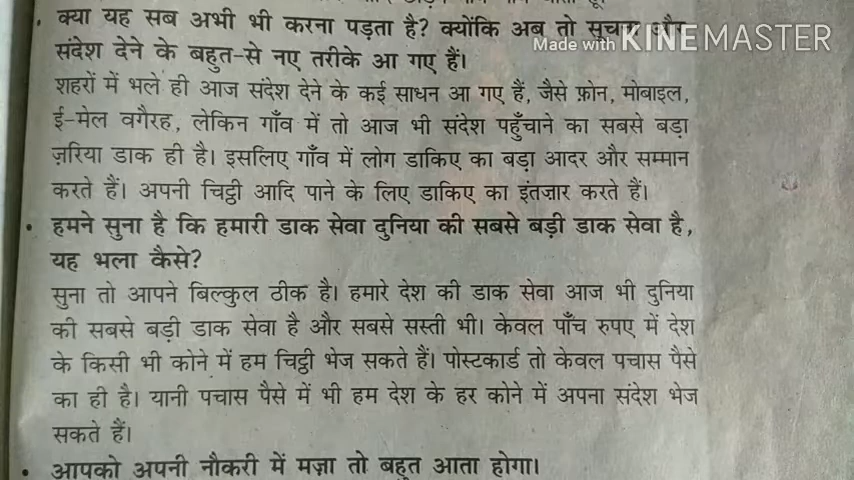 क्या यह सब अभी भी करना पड़ता है? क्योंकि अब तो सूचना और
Made with KINEMASTER
संदेश देने के बहुत-से नए तरीके आ गए हैं।
शहरों में भले ही आज संदेश देने के कई साधन आ गए हैं, जैसे फ़ोन, मोबाइल,
ई-मेल वगैरह, लेकिन गाँव में तो आज भी संदेश पहुँचाने का सबसे बड़ा
ज़रिया डाक ही है। इसलिए गाँव में लोग डाकिए का बड़ा आदर और सम्मान
करते हैं। अपनी चिट्ठी आदि पाने के लिए डाकिए का इंतज़ार करते हैं।
• हमने सुना है कि हमारी डाक सेवा दुनिया की सबसे बड़ी डाक सेवा है,
यह भला कैसे?
सुना तो आपने बिल्कुल ठीक है। हमारे देश की डाक सेवा आज भी दुनिया
की सबसे बड़ी डाक सेवा है और सबसे सस्ती भी। केवल पाँच रुपए में देश
के किसी भी कोने में हम चिट्ठी भेज सकते हैं। पोस्टकार्ड तो केवल पचास पैसे
का ही है। यानी पचास पैसे में भी हम देश के हर कोने में अपना संदेश भेज
सकते हैं।
• आपको अपनी नौकरी में मज़ा तो बहुत आता होगा।